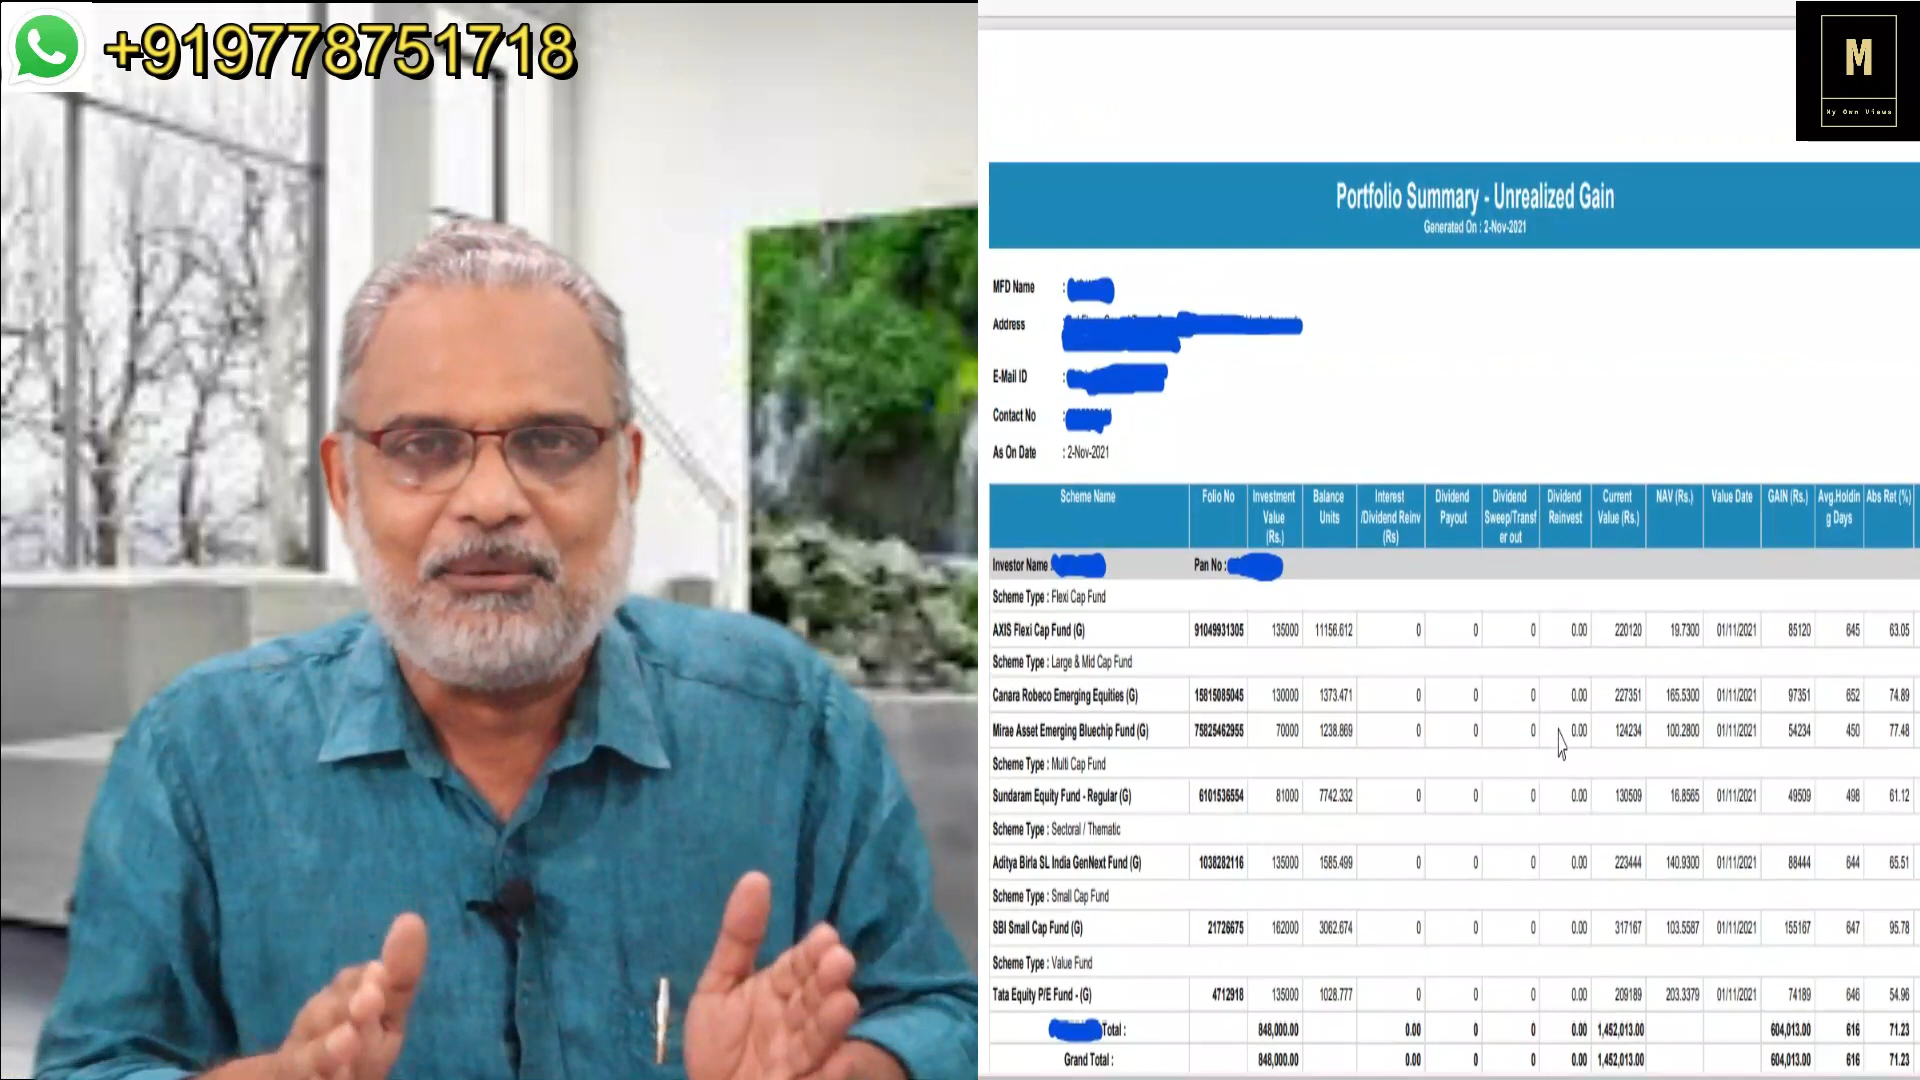 +919778751718
M
My Own Views
Portfolio Summary - Unrealized Gain
Generated On : 2-Nov-2021
MFD Name :
Address
E-Mail ID :
Contact No :
As On Date : 2-Nov-2021
Scheme Name Folio No Investment Value (Rs.) Balance Units Interest /Dividend Reinv (Rs) Dividend Payout Dividend Sweep/Transf er out Dividend Reinvest Current Value (Rs.) NAV (Rs.) Value Date GAIN (Rs.) Avg.Holdin g Days Abs Ret (%)
Investor Name : Pan No :
Scheme Type : Flexi Cap Fund
AXIS Flexi Cap Fund (G) 91049931305 135000 11156.612 0 0 0 0.00 220120 19.7300 01/11/2021 85120 645 63.05
Scheme Type : Large & Mid Cap Fund
Canara Robeco Emerging Equities (G) 15815085045 130000 1373.471 0 0 0 0.00 227351 165.5300 01/11/2021 97351 652 74.89
Mirae Asset Emerging Bluechip Fund (G) 75825462955 70000 1238.869 0 0 0 0.00 124234 100.2800 01/11/2021 54234 450 77.48
Scheme Type : Multi Cap Fund
Sundaram Equity Fund - Regular (G) 6101536554 81000 7742.332 0 0 0 0.00 130509 16.8565 01/11/2021 49509 498 61.12
Scheme Type : Sectoral / Thematic
Aditya Birla SL India GenNext Fund (G) 1038282116 135000 1585.499 0 0 0 0.00 223444 140.9300 01/11/2021 88444 644 65.51
Scheme Type : Small Cap Fund
SBI Small Cap Fund (G) 21726675 162000 3062.674 0 0 0 0.00 317167 103.5587 01/11/2021 155167 647 95.78
Scheme Type : Value Fund
Tata Equity P/E Fund - (G) 4712918 135000 1028.777 0 0 0 0.00 209189 203.3379 01/11/2021 74189 646 54.96
Total : 848,000.00 0.00 0 0 0.00 1,452,013.00 604,013.00 616 71.23
Grand Total : 848,000.00 0.00 0 0 0.00 1,452,013.00 604,013.00 616 71.23